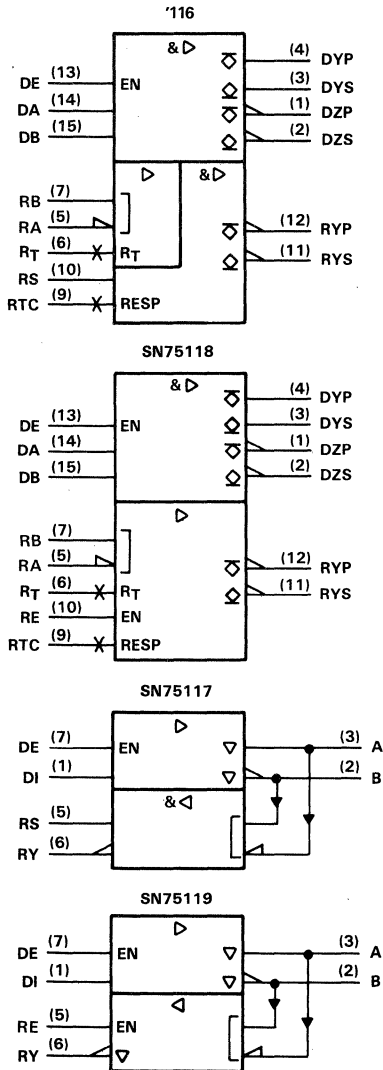 '116
& ▷
DE (13) EN (4) DYP
DA (14) (3) DYS
DB (15) (1) DZP
(2) DZS
▷ & ▷
RB (7)
RA (5) (12) RYP
RT (6) RT (11) RYS
RS (10)
RTC (9) RESP
SN75118
& ▷
DE (13) EN (4) DYP
DA (14) (3) DYS
DB (15) (1) DZP
(2) DZS
▷
RB (7)
RA (5) (12) RYP
RT (6) RT (11) RYS
RE (10) EN
RTC (9) RESP
SN75117
▷
DE (7) EN ▽ (3) A
DI (1) ▽ (2) B
& ◁
RS (5)
RY (6)
SN75119
▷
DE (7) EN ▽ (3) A
DI (1) ▽ (2) B
◁
RE (5) EN
RY (6) ▽